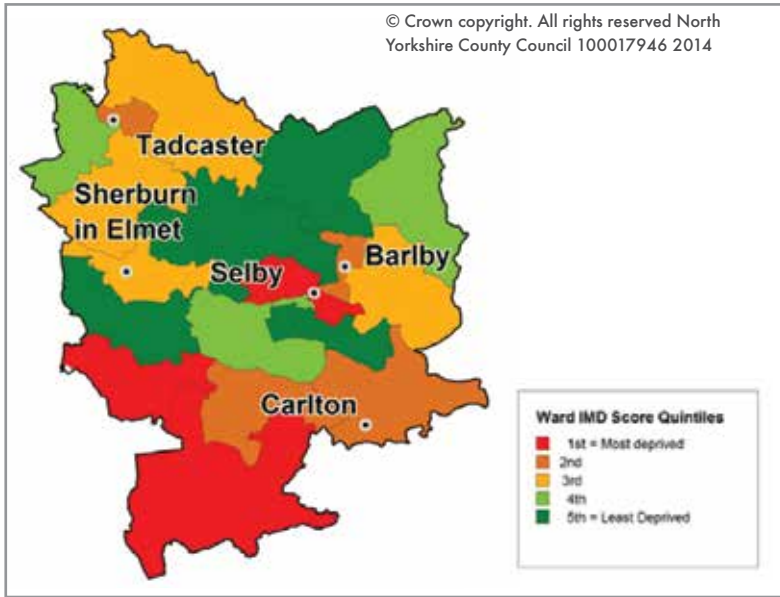 © Crown copyright. All rights reserved North
Yorkshire County Council 100017946 2014
Tadcaster
Sherburn
in Elmet
Barlby
Selby
Carlton
Ward IMD Score Quintiles
1st = Most deprived
2nd
3rd
4th
5th = Least Deprived